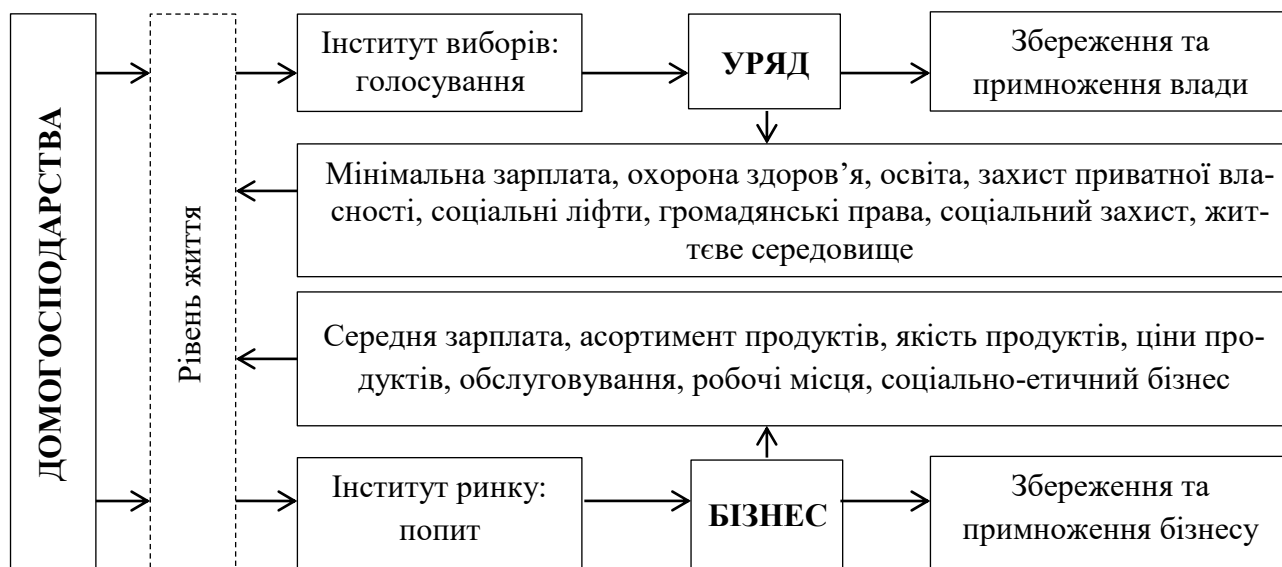 ДОМОГОСПОДАРСТВА
Рівень життя
Інститут виборів:
голосування
УРЯД
Збереження та
примноження влади
Мінімальна зарплата, охорона здоров’я, освіта, захист приватної вла-
сності, соціальні ліфти, громадянські права, соціальний захист, жит-
тєве середовище
Середня зарплата, асортимент продуктів, якість продуктів, ціни про-
дуктів, обслуговування, робочі місця, соціально-етичний бізнес
Інститут ринку:
попит
БІЗНЕС
Збереження та
примноження бізнесу